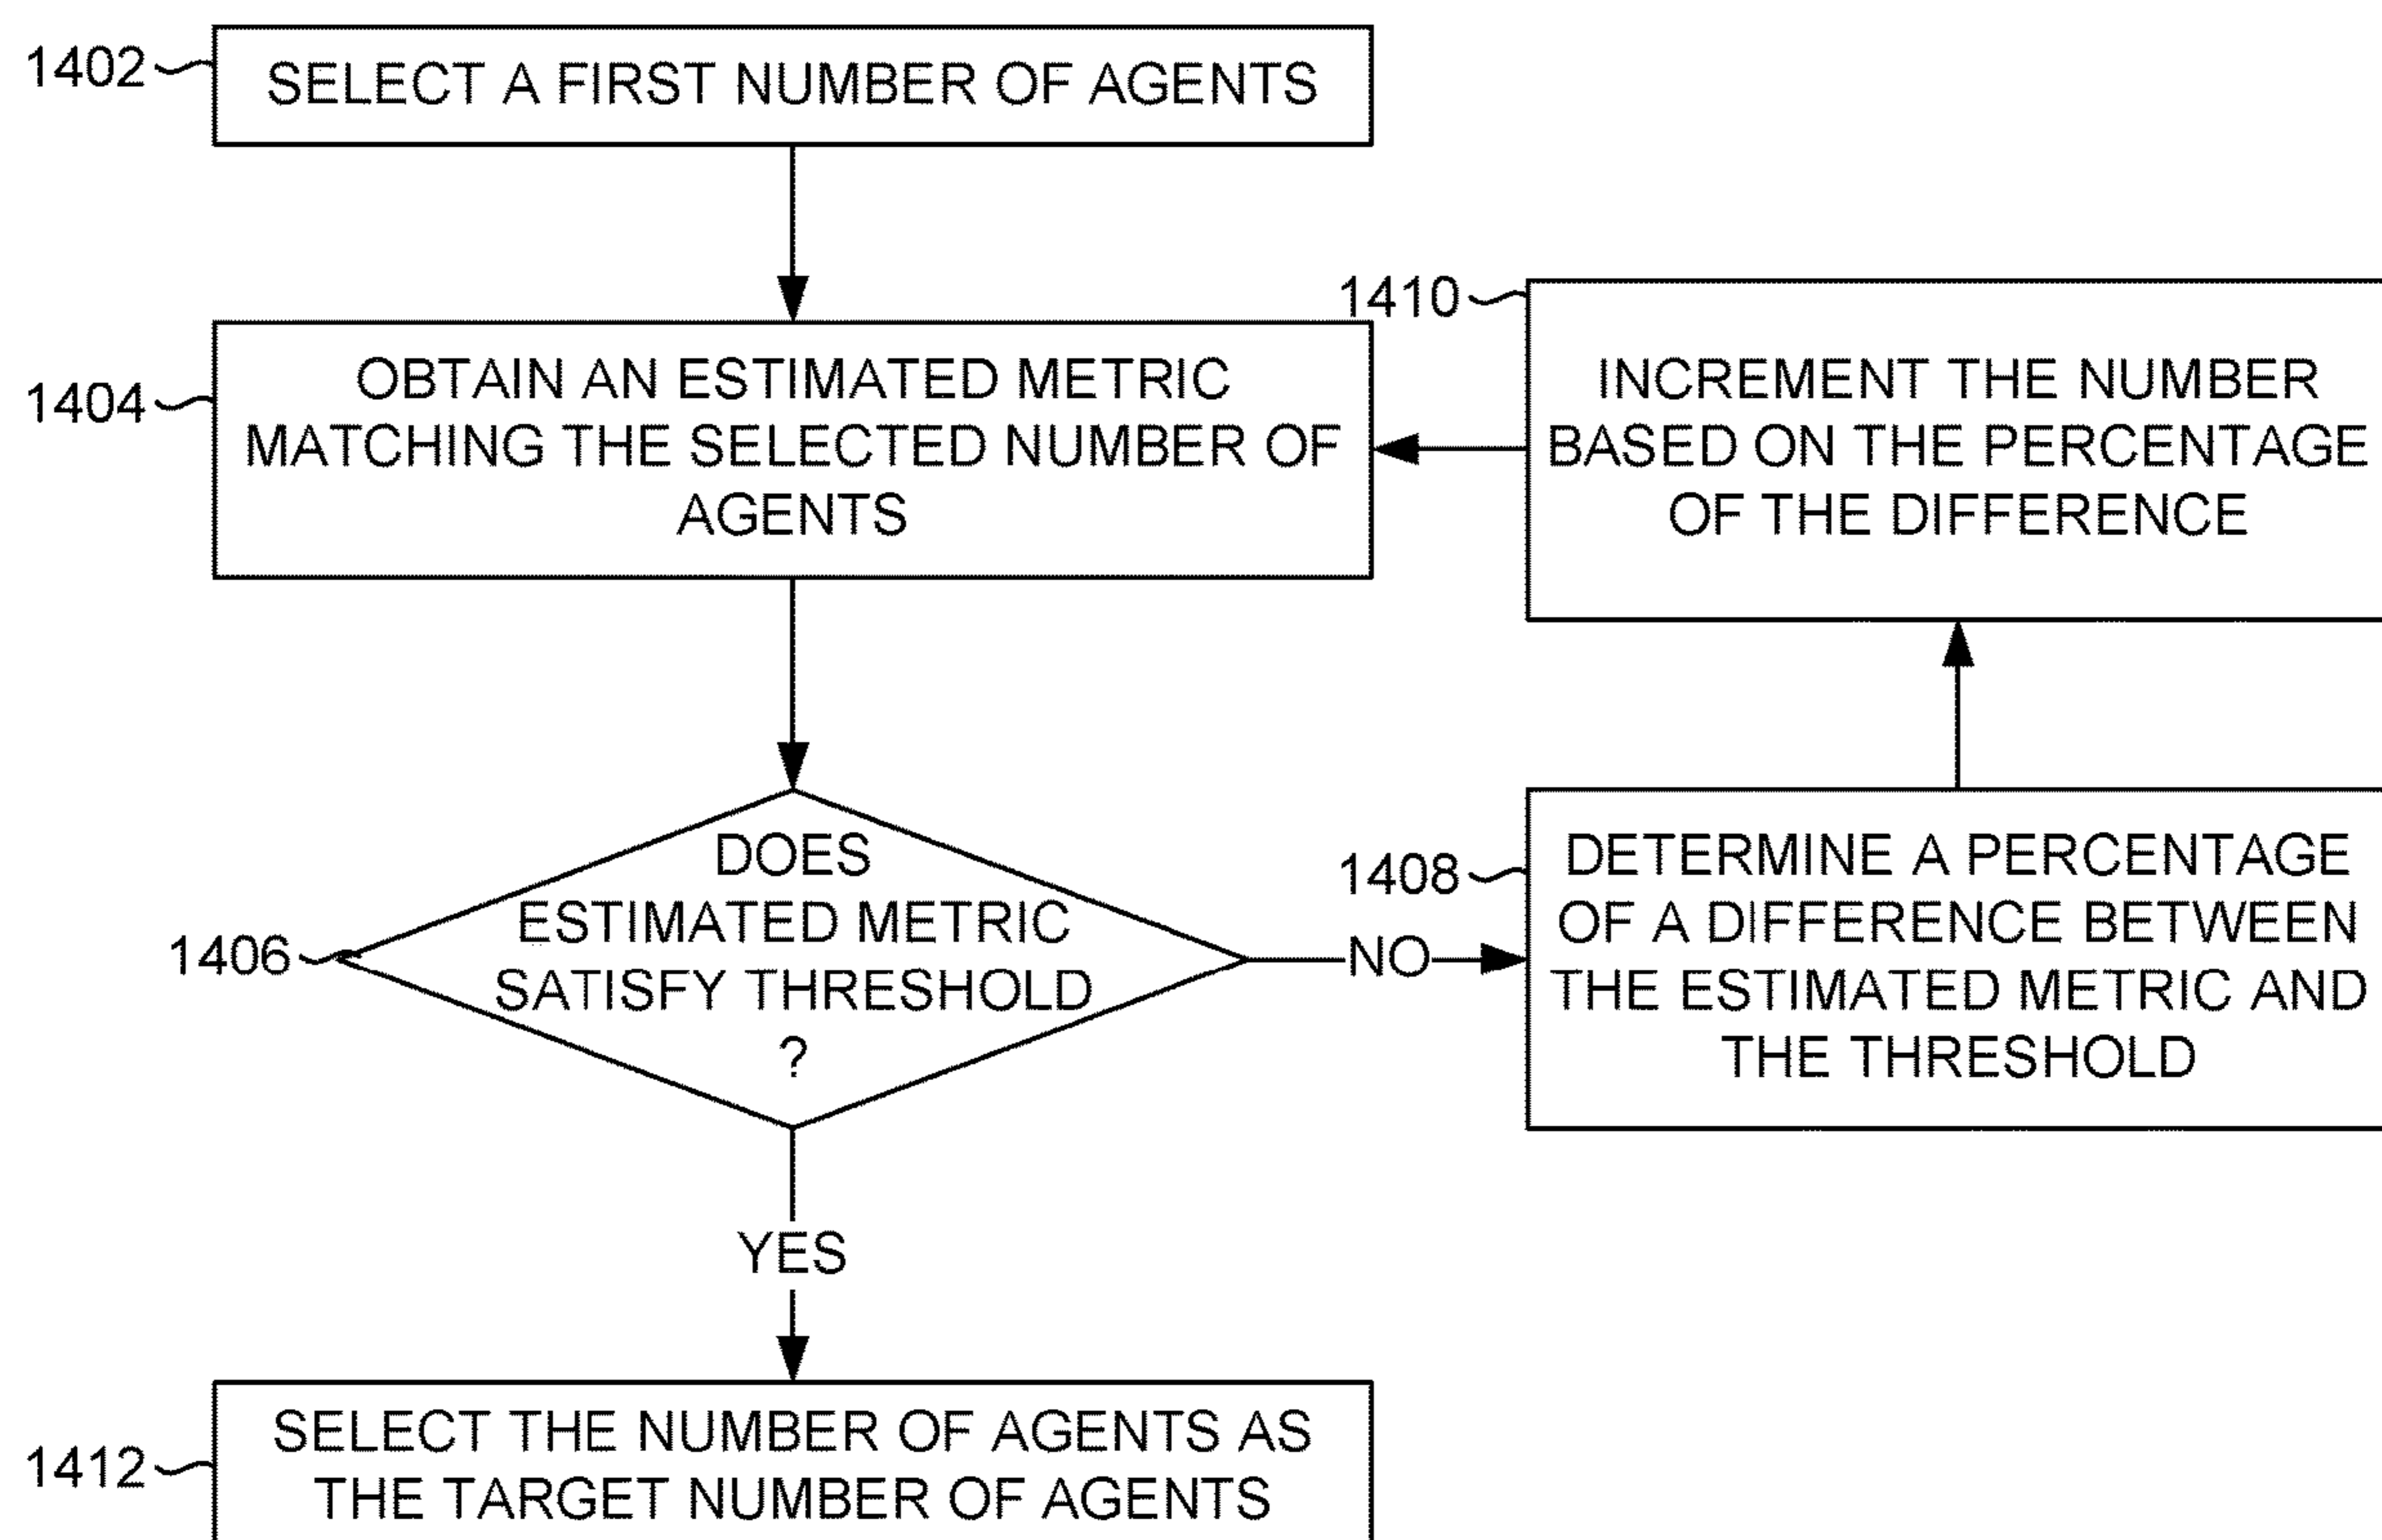 1402
SELECT A FIRST NUMBER OF AGENTS
1404
OBTAIN AN ESTIMATED METRIC
MATCHING THE SELECTED NUMBER OF
AGENTS
1410
INCREMENT THE NUMBER
BASED ON THE PERCENTAGE
OF THE DIFFERENCE
1406
DOES
ESTIMATED METRIC
SATISFY THRESHOLD
?
NO
1408
DETERMINE A PERCENTAGE
OF A DIFFERENCE BETWEEN
THE ESTIMATED METRIC AND
THE THRESHOLD
YES
1412
SELECT THE NUMBER OF AGENTS AS
THE TARGET NUMBER OF AGENTS